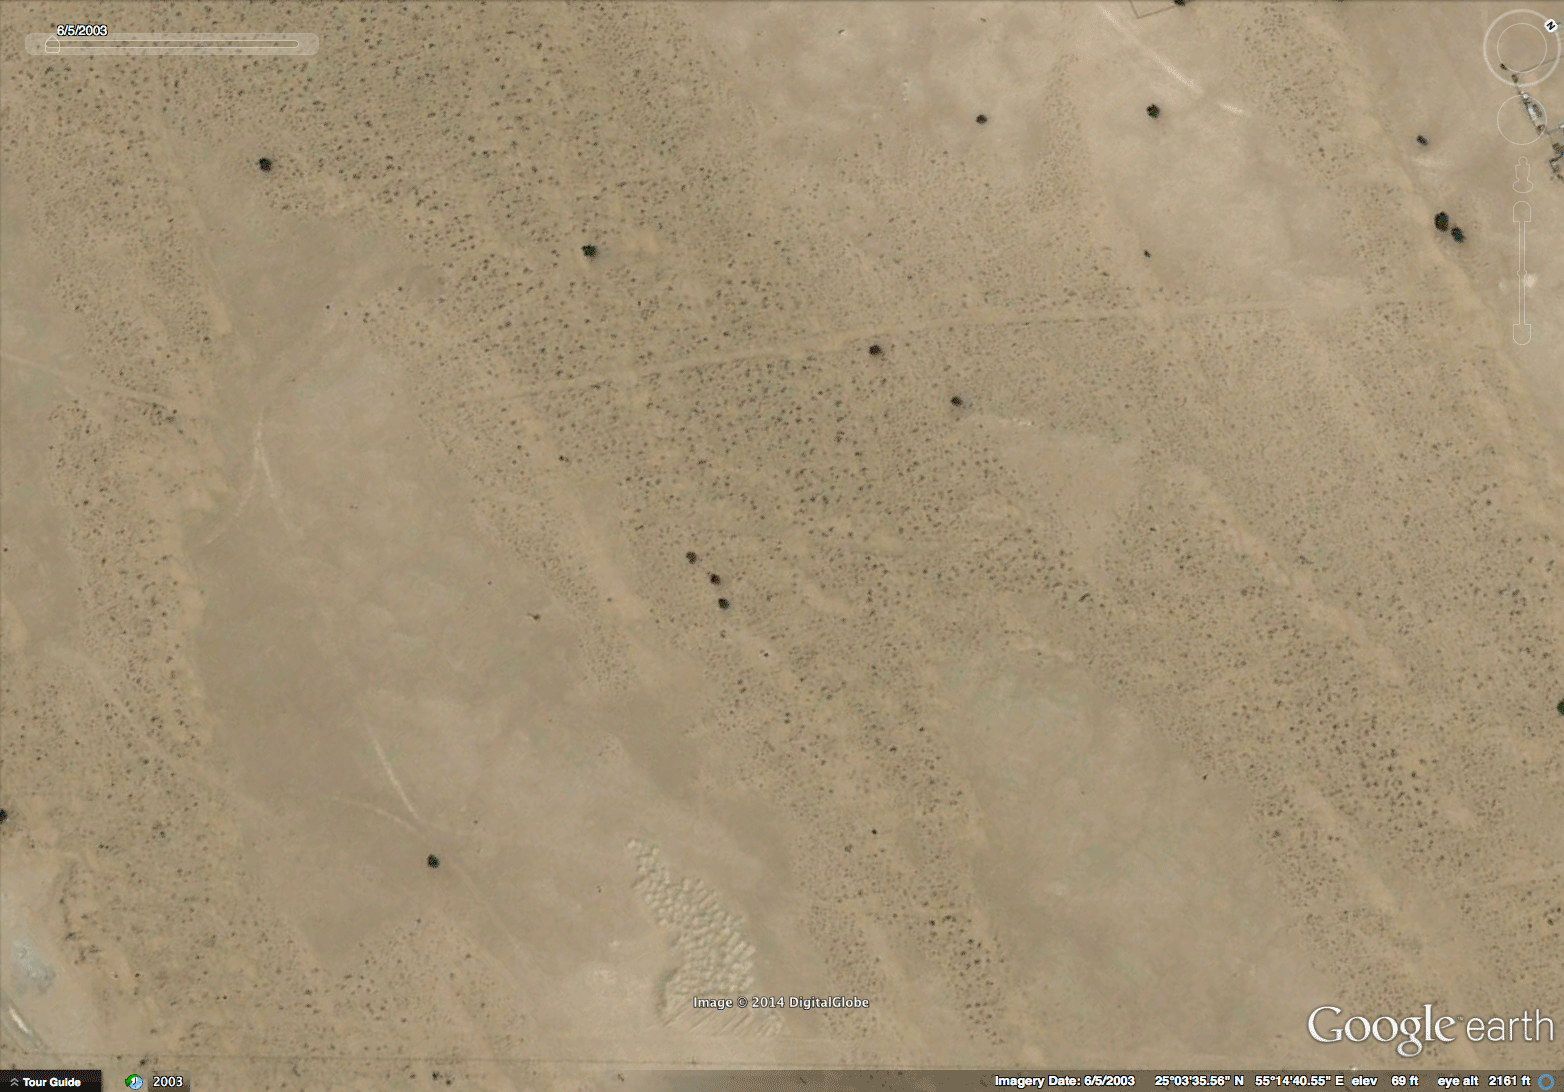 6/5/2003
N
Image © 2014 DigitalGlobe
Google earth
Tour Guide
2003
Imagery Date: 6/5/2003 25°03'35.56" N 55°14'40.55" E elev 69 ft eye alt 2161 ft